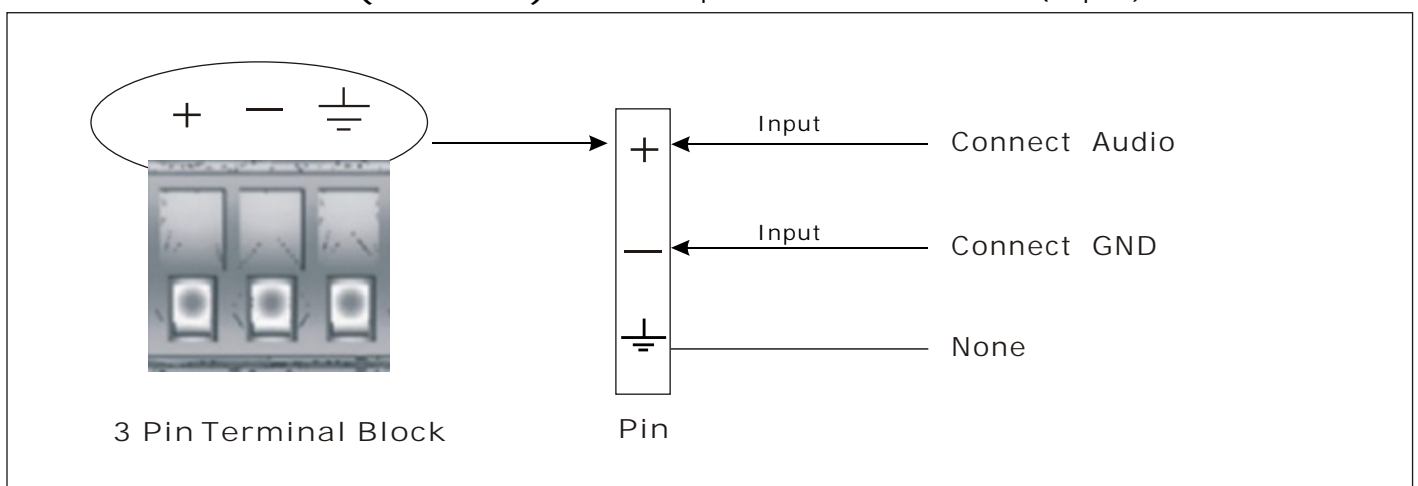 + − ⏚
+
Input
Connect Audio
−
Input
Connect GND
⏚
None
3 Pin Terminal Block
Pin